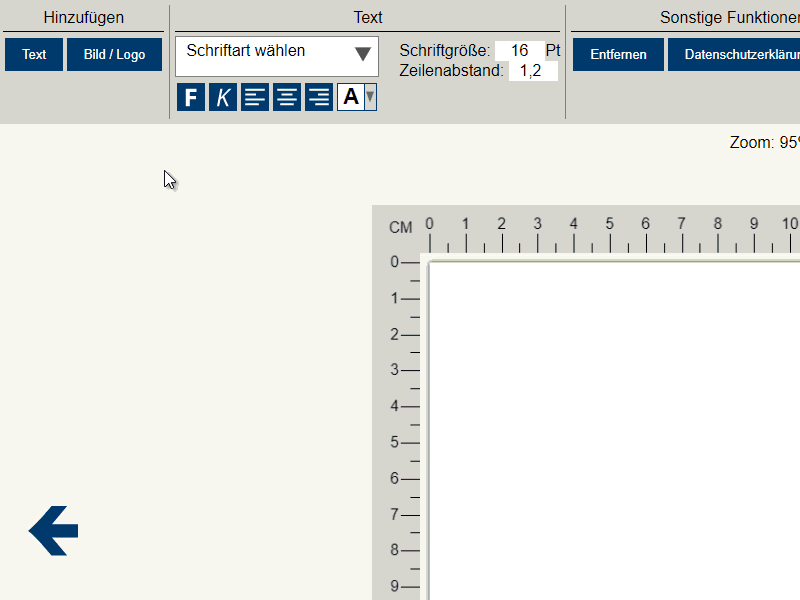 Hinzufügen
Text
Sonstige Funktionen
Text
Bild / Logo
Schriftart wählen
Schriftgröße: 16 Pt
Zeilenabstand: 1,2
Entfernen
Datenschutzerklärun
F K A
Zoom: 95%
CM 0 1 2 3 4 5 6 7 8 9 10
0
1
2
3
4
5
6
7
8
9